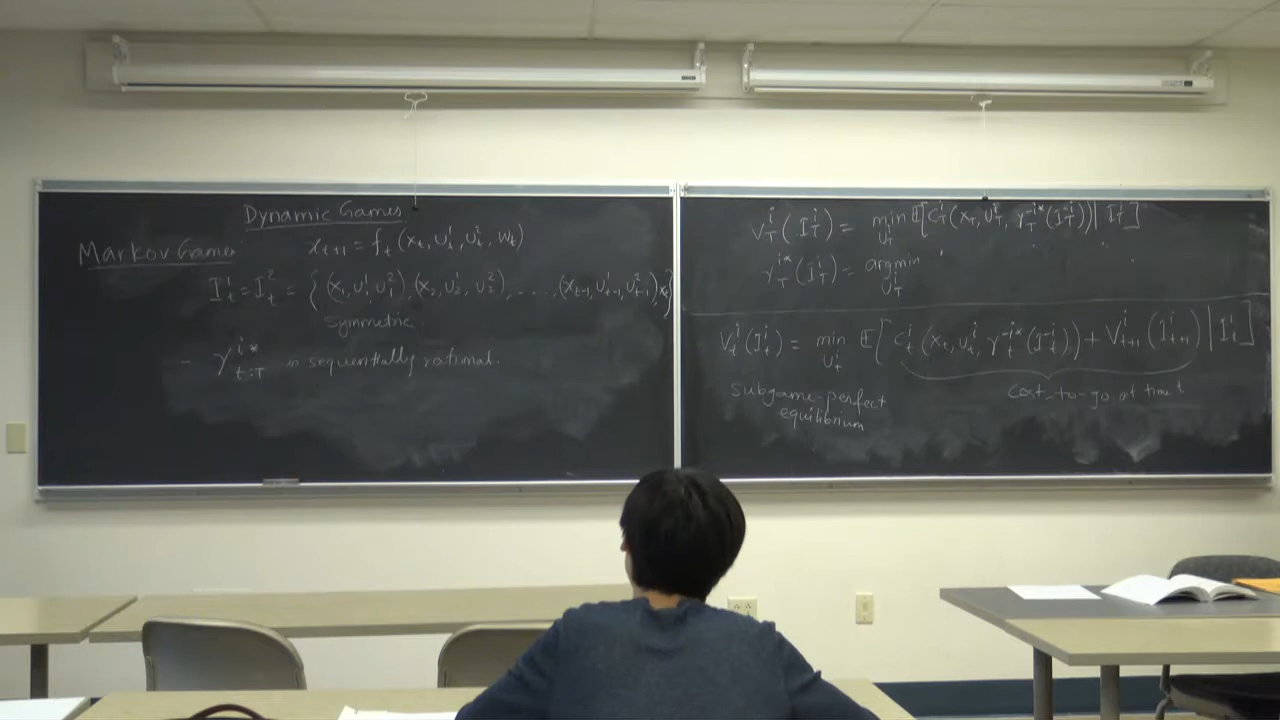 Dynamic Games
Markov Games
x_{t+1} = f_t (x_t, U_t^1, U_t^2, W_t)
I_t^1 = I_t^2 = { (x_1, U_1^1, U_1^2) (x_2, U_2^1, U_2^2), ...., (x_{t-1}, U_{t-1}^1, U_{t-1}^2), x_t }
symmetric
- γ_{t:T}^{i*} is sequentially rational.
V_T^i (I_T^i) = min_{U_T^i} E[ C_T^i (x_T, U_T^i, γ_T^{-i*}(I_T^{-i})) | I_T^i ]
γ_T^{i*} (I_T^i) = argmin_{U_T^i}
V_t^i (I_t^i) = min_{U_t^i} E[ C_t^i (x_t, U_t^i, γ_t^{-i*}(I_t^{-i})) + V_{t+1}^i (I_{t+1}^i) | I_t^i ]
cost-to-go at time t
subgame-perfect
equilibrium